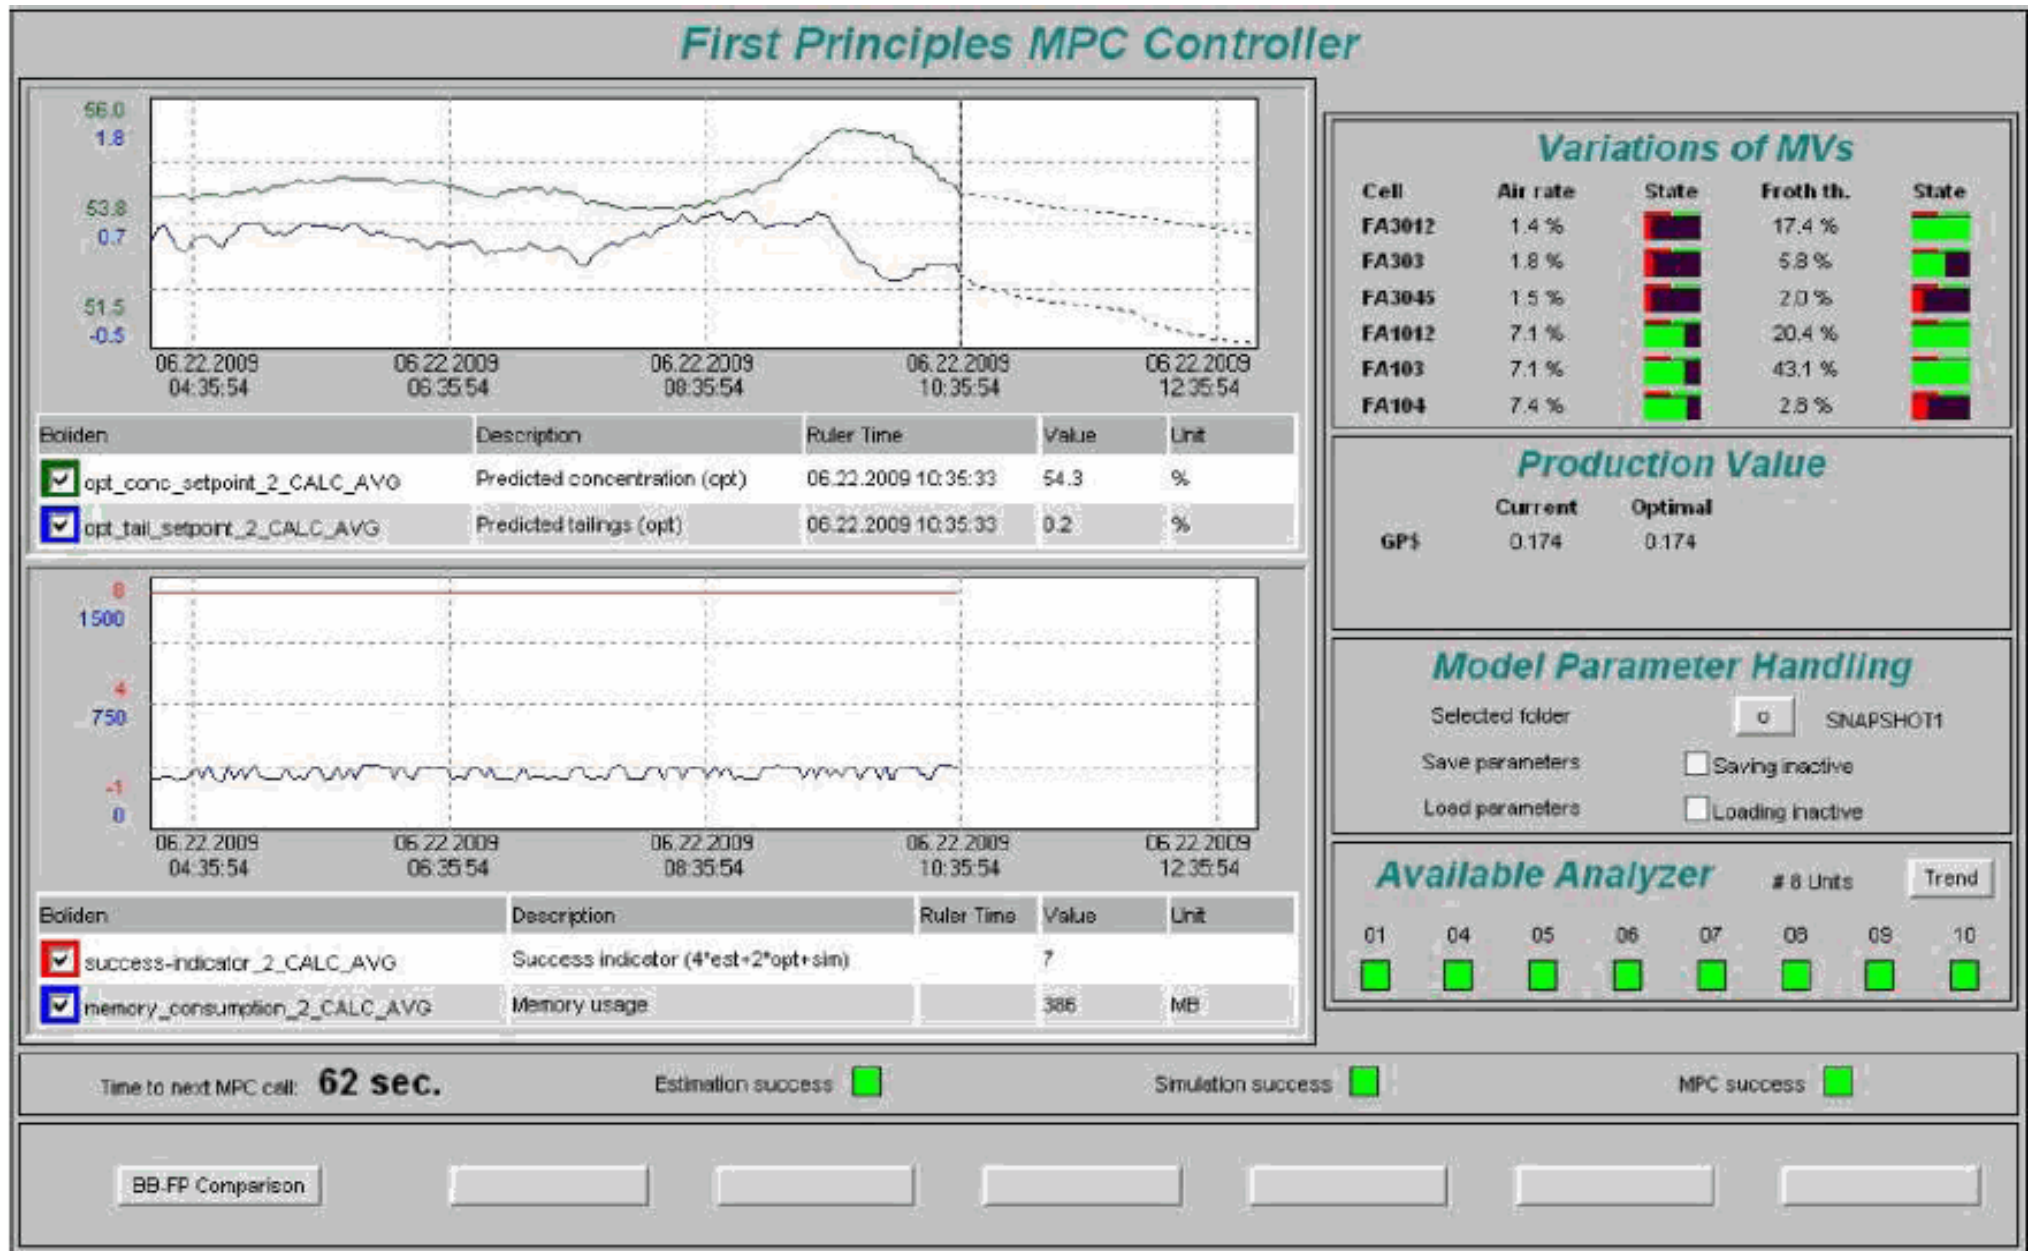 First Principles MPC Controller
56.0
1.8
53.8
0.7
51.5
-0.5
06.22.2009 06.22.2009 06.22.2009 06.22.2009 06.22.2009
04:35:54 06:35:54 08:35:54 10:35:54 12:35:54
Boliden Description Ruler Time Value Unit
opt_conc_setpoint_2_CALC_AVG Predicted concentration (opt) 06.22.2009 10:35:33 54.3 %
opt_tail_setpoint_2_CALC_AVG Predicted tailings (opt) 06.22.2009 10:35:33 0.2 %
8
1500
4
750
-1
0
06.22.2009 06.22.2009 06.22.2009 06.22.2009 06.22.2009
04:35:54 06:35:54 08:35:54 10:35:54 12:35:54
Boliden Description Ruler Time Value Unit
success-indicator_2_CALC_AVG Success indicator (4*est+2*opt+sim) 7
memory_consumption_2_CALC_AVG Memory usage 386 MB
Variations of MVs
Cell Air rate State Froth th. State
FA3012 1.4 % 17.4 %
FA303 1.8 % 5.8 %
FA3045 1.5 % 2.0 %
FA1012 7.1 % 20.4 %
FA103 7.1 % 43.1 %
FA104 7.4 % 2.8 %
Production Value
Current Optimal
GP$ 0.174 0.174
Model Parameter Handling
Selected folder o SNAPSHOT1
Save parameters Saving inactive
Load parameters Loading inactive
Available Analyzer # 8 Units Trend
01 04 05 06 07 08 09 10
Time to next MPC call: 62 sec. Estimation success Simulation success MPC success
BB-FP Comparison